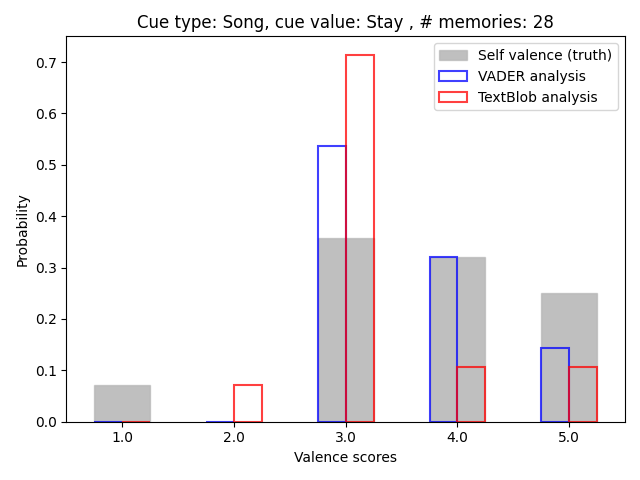 Cue type: Song, cue value: Stay , # memories: 28
Self valence (truth)
VADER analysis
TextBlob analysis
Probability
0.7
0.6
0.5
0.4
0.3
0.2
0.1
0.0
1.0 2.0 3.0 4.0 5.0
Valence scores